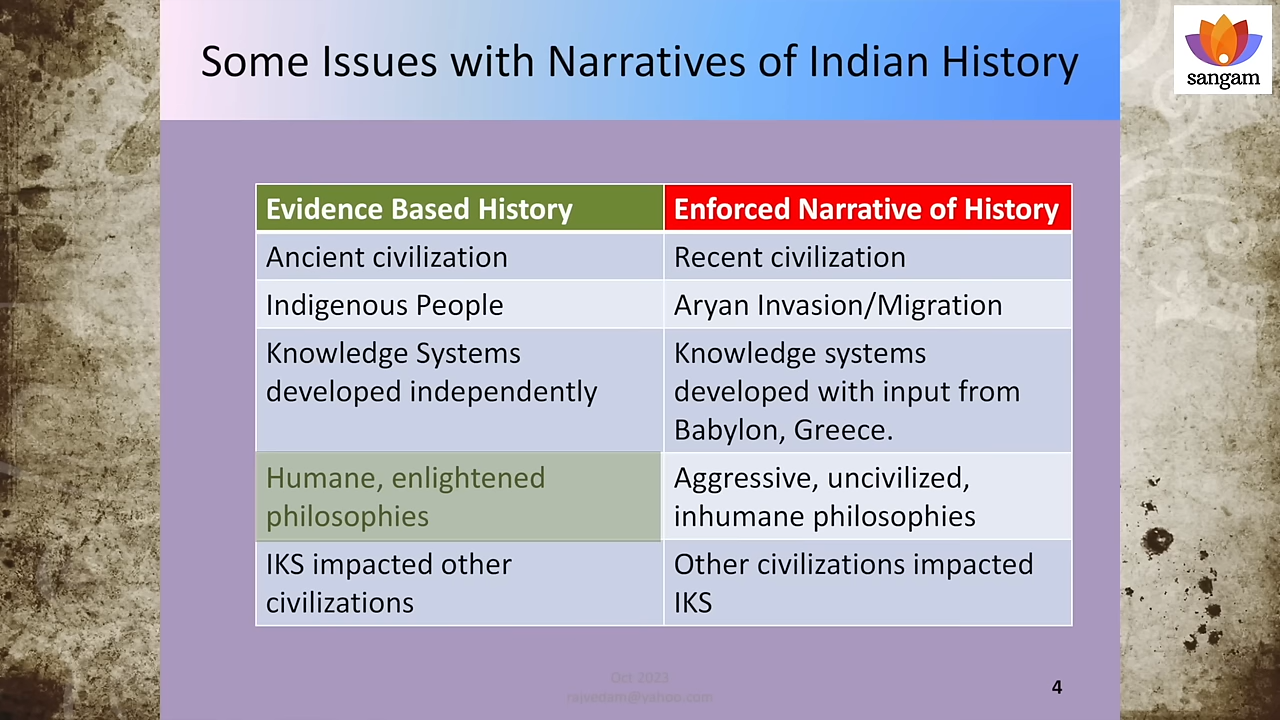 Some Issues with Narratives of Indian History
sangam
Evidence Based History
Enforced Narrative of History
Ancient civilization
Recent civilization
Indigenous People
Aryan Invasion/Migration
Knowledge Systems
developed independently
Knowledge systems
developed with input from
Babylon, Greece.
Humane, enlightened
philosophies
Aggressive, uncivilized,
inhumane philosophies
IKS impacted other
civilizations
Other civilizations impacted
IKS
Oct 2023
rajvedam@yahoo.com
4